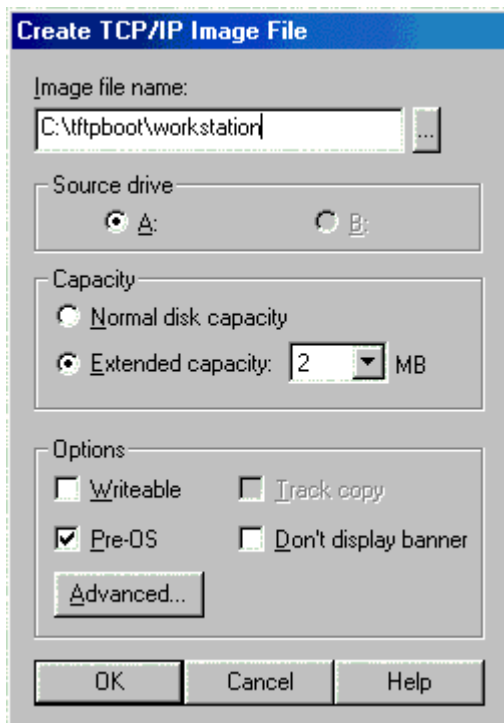 Create TCP/IP Image File
Image file name:
C:\tftpboot\workstation
...
Source drive
A: B:
Capacity
Normal disk capacity
Extended capacity: 2 MB
Options
Writeable Track copy
Pre-OS Don't display banner
Advanced...
OK Cancel Help